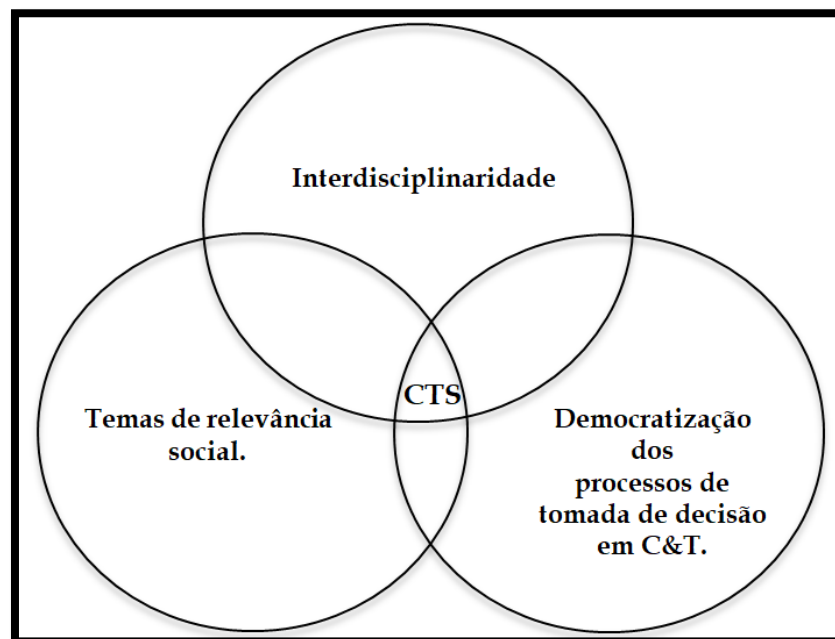 Interdisciplinaridade
CTS
Temas de relevância
social.
Democratização
dos
processos de
tomada de decisão
em C&T.